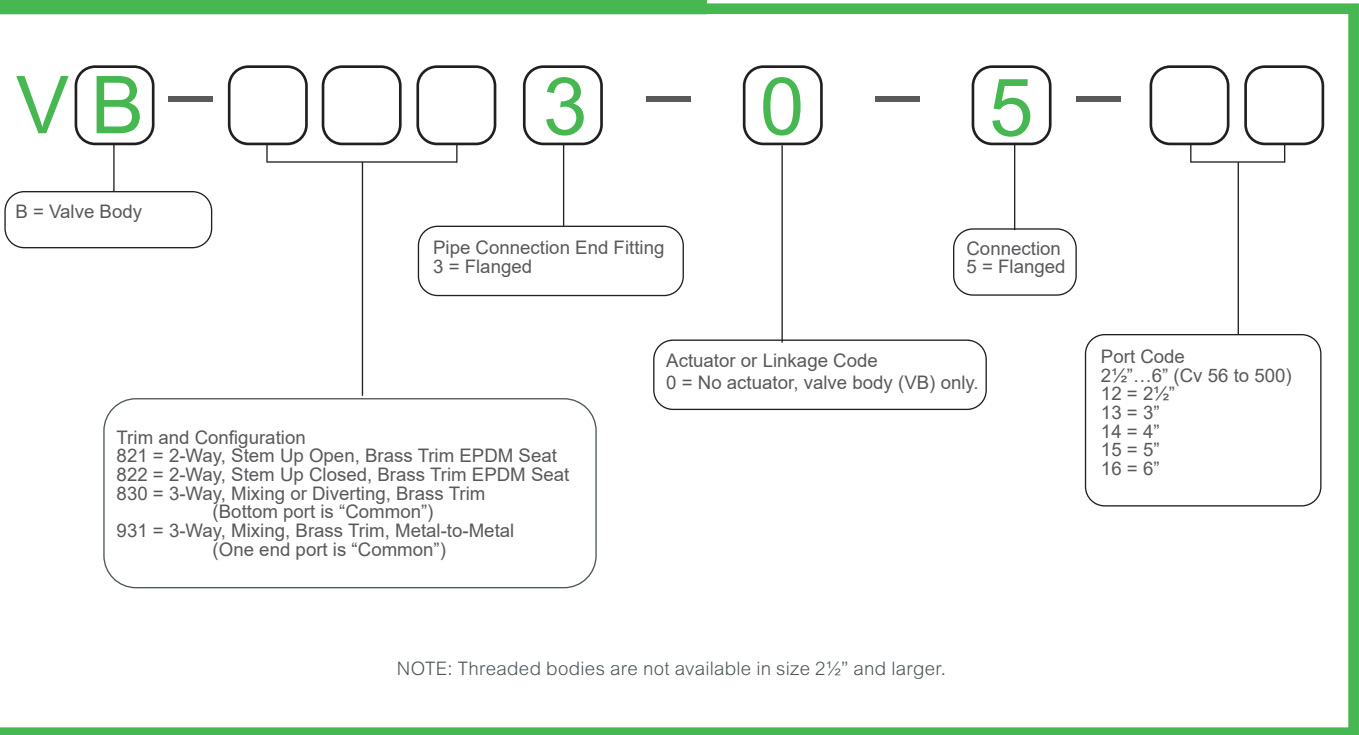 VB — 3 — 0 — 5 —
B = Valve Body
Pipe Connection End Fitting
3 = Flanged
Connection
5 = Flanged
Actuator or Linkage Code
0 = No actuator, valve body (VB) only.
Port Code
2½”…6” (Cv 56 to 500)
12 = 2½”
13 = 3”
14 = 4”
15 = 5”
16 = 6”
Trim and Configuration
821 = 2-Way, Stem Up Open, Brass Trim EPDM Seat
822 = 2-Way, Stem Up Closed, Brass Trim EPDM Seat
830 = 3-Way, Mixing or Diverting, Brass Trim
(Bottom port is “Common”)
931 = 3-Way, Mixing, Brass Trim, Metal-to-Metal
(One end port is “Common”)
NOTE: Threaded bodies are not available in size 2½” and larger.